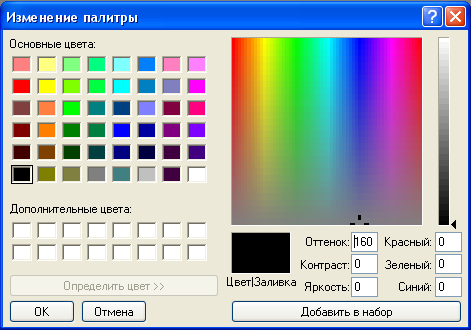 Изменение палитры
Основные цвета:
Дополнительные цвета:
Определить цвет >>
ОК
Отмена
Цвет|Заливка
Оттенок: 160
Красный: 0
Контраст: 0
Зеленый: 0
Яркость: 0
Синий: 0
Добавить в набор